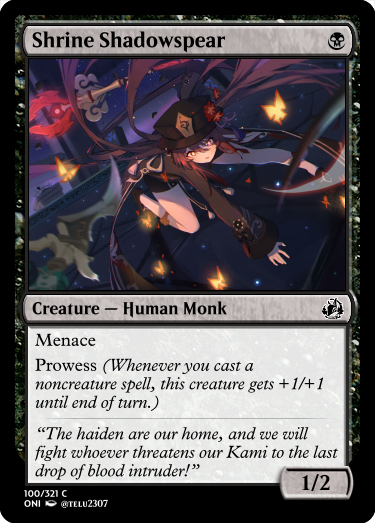 Shrine Shadowspear
Creature — Human Monk
Menace
Prowess (Whenever you cast a
noncreature spell, this creature gets +1/+1
until end of turn.)
“The haiden are our home, and we will
fight whoever threatens our Kami to the last
drop of blood intruder!”
1/2
100/321 C
ONI @TELU2307